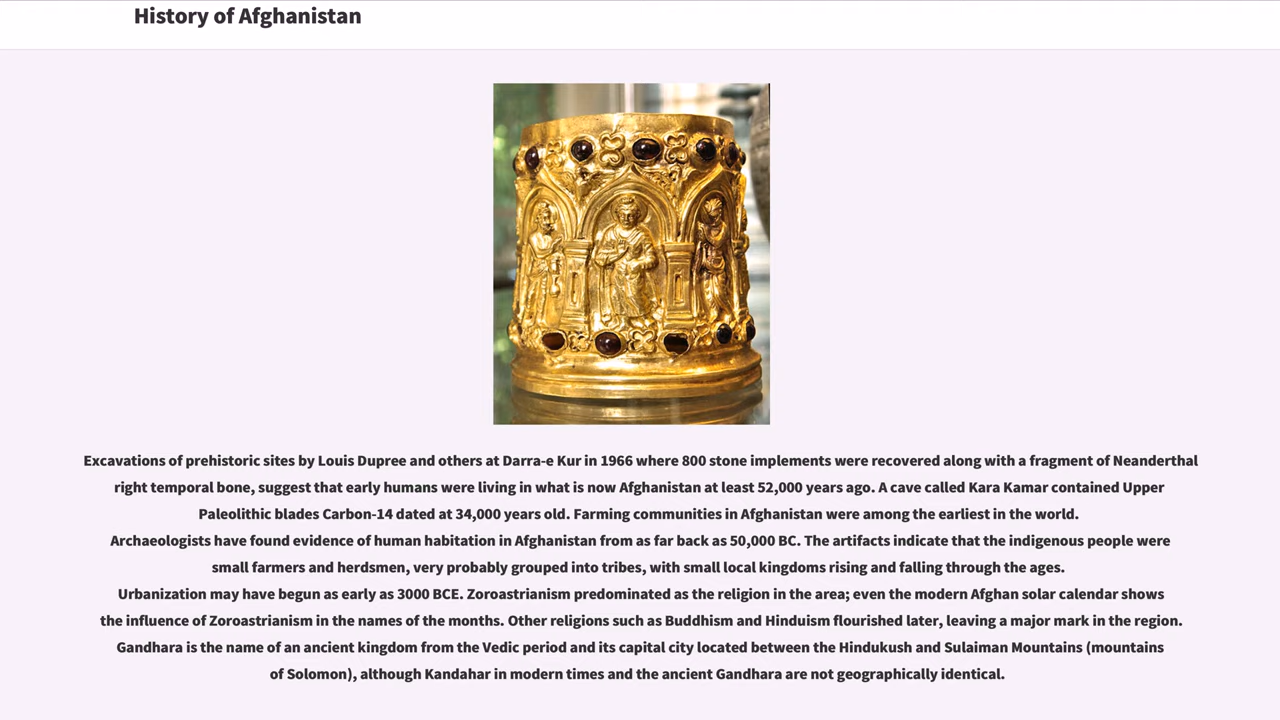 History of Afghanistan
Excavations of prehistoric sites by Louis Dupree and others at Darra-e Kur in 1966 where 800 stone implements were recovered along with a fragment of Neanderthal
right temporal bone, suggest that early humans were living in what is now Afghanistan at least 52,000 years ago. A cave called Kara Kamar contained Upper
Paleolithic blades Carbon-14 dated at 34,000 years old. Farming communities in Afghanistan were among the earliest in the world.
Archaeologists have found evidence of human habitation in Afghanistan from as far back as 50,000 BC. The artifacts indicate that the indigenous people were
small farmers and herdsmen, very probably grouped into tribes, with small local kingdoms rising and falling through the ages.
Urbanization may have begun as early as 3000 BCE. Zoroastrianism predominated as the religion in the area; even the modern Afghan solar calendar shows
the influence of Zoroastrianism in the names of the months. Other religions such as Buddhism and Hinduism flourished later, leaving a major mark in the region.
Gandhara is the name of an ancient kingdom from the Vedic period and its capital city located between the Hindukush and Sulaiman Mountains (mountains
of Solomon), although Kandahar in modern times and the ancient Gandhara are not geographically identical.